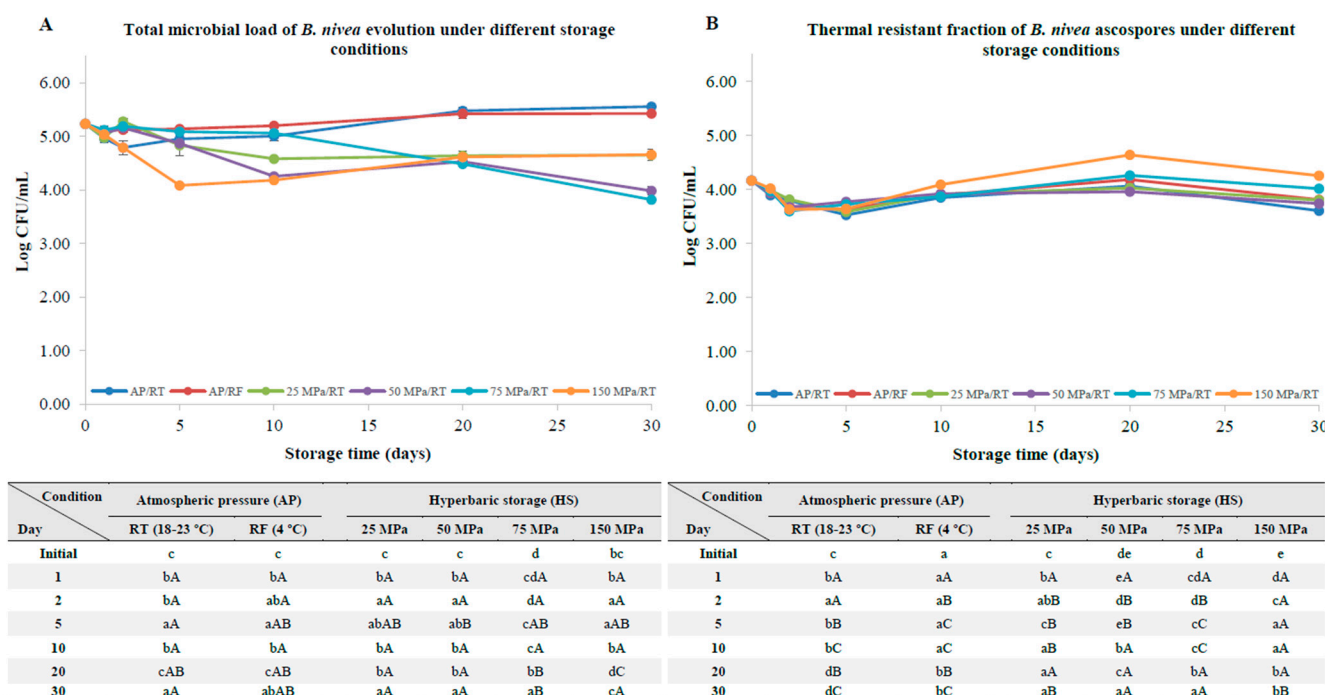 A
Total microbial load of B. nivea evolution under different storage
conditions
6.00
5.00
4.00
3.00
2.00
1.00
0.00
Log CFU/mL
AP/RT AP/RF 25 MPa/RT 50 MPa/RT 75 MPa/RT 150 MPa/RT
0 5 10 15 20 25 30
Storage time (days)
B
Thermal resistant fraction of B. nivea ascospores under different
storage conditions
6.00
5.00
4.00
3.00
2.00
1.00
0.00
Log CFU/mL
AP/RT AP/RF 25 MPa/RT 50 MPa/RT 75 MPa/RT 150 MPa/RT
0 5 10 15 20 25 30
Storage time (days)
Condition Atmospheric pressure (AP) Hyperbaric storage (HS)
Day RT (18-23 ºC) RF (4 ºC) 25 MPa 50 MPa 75 MPa 150 MPa
Initial c c c c d bc
1 bA bA bA bA cdA bA
2 bA abA aA aA dA aA
5 aA aAB abAB abB cAB aAB
10 bA bA bA bA cA bA
20 cAB cAB bA bA bB dC
30 aA abAB aA aA aB cA
Condition Atmospheric pressure (AP) Hyperbaric storage (HS)
Day RT (18-23 ºC) RF (4 ºC) 25 MPa 50 MPa 75 MPa 150 MPa
Initial c a c de d e
1 bA aA bA eA cdA dA
2 aA aB abB dB dB cA
5 bB aC cB eB cC aA
10 bC aC aB bA cC aA
20 dB bB aA cA bA bA
30 dC bC aB aA aA bB